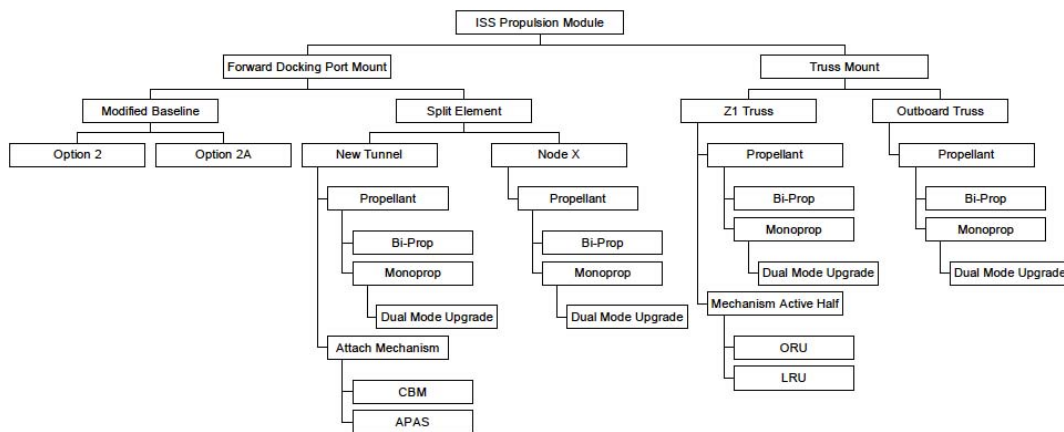 ISS Propulsion Module
Forward Docking Port Mount
Truss Mount
Modified Baseline
Split Element
Z1 Truss
Outboard Truss
Option 2
Option 2A
New Tunnel
Node X
Propellant
Propellant
Propellant
Propellant
Bi-Prop
Bi-Prop
Monoprop
Monoprop
Bi-Prop
Bi-Prop
Monoprop
Monoprop
Dual Mode Upgrade
Dual Mode Upgrade
Dual Mode Upgrade
Dual Mode Upgrade
Mechanism Active Half
Attach Mechanism
ORU
LRU
CBM
APAS